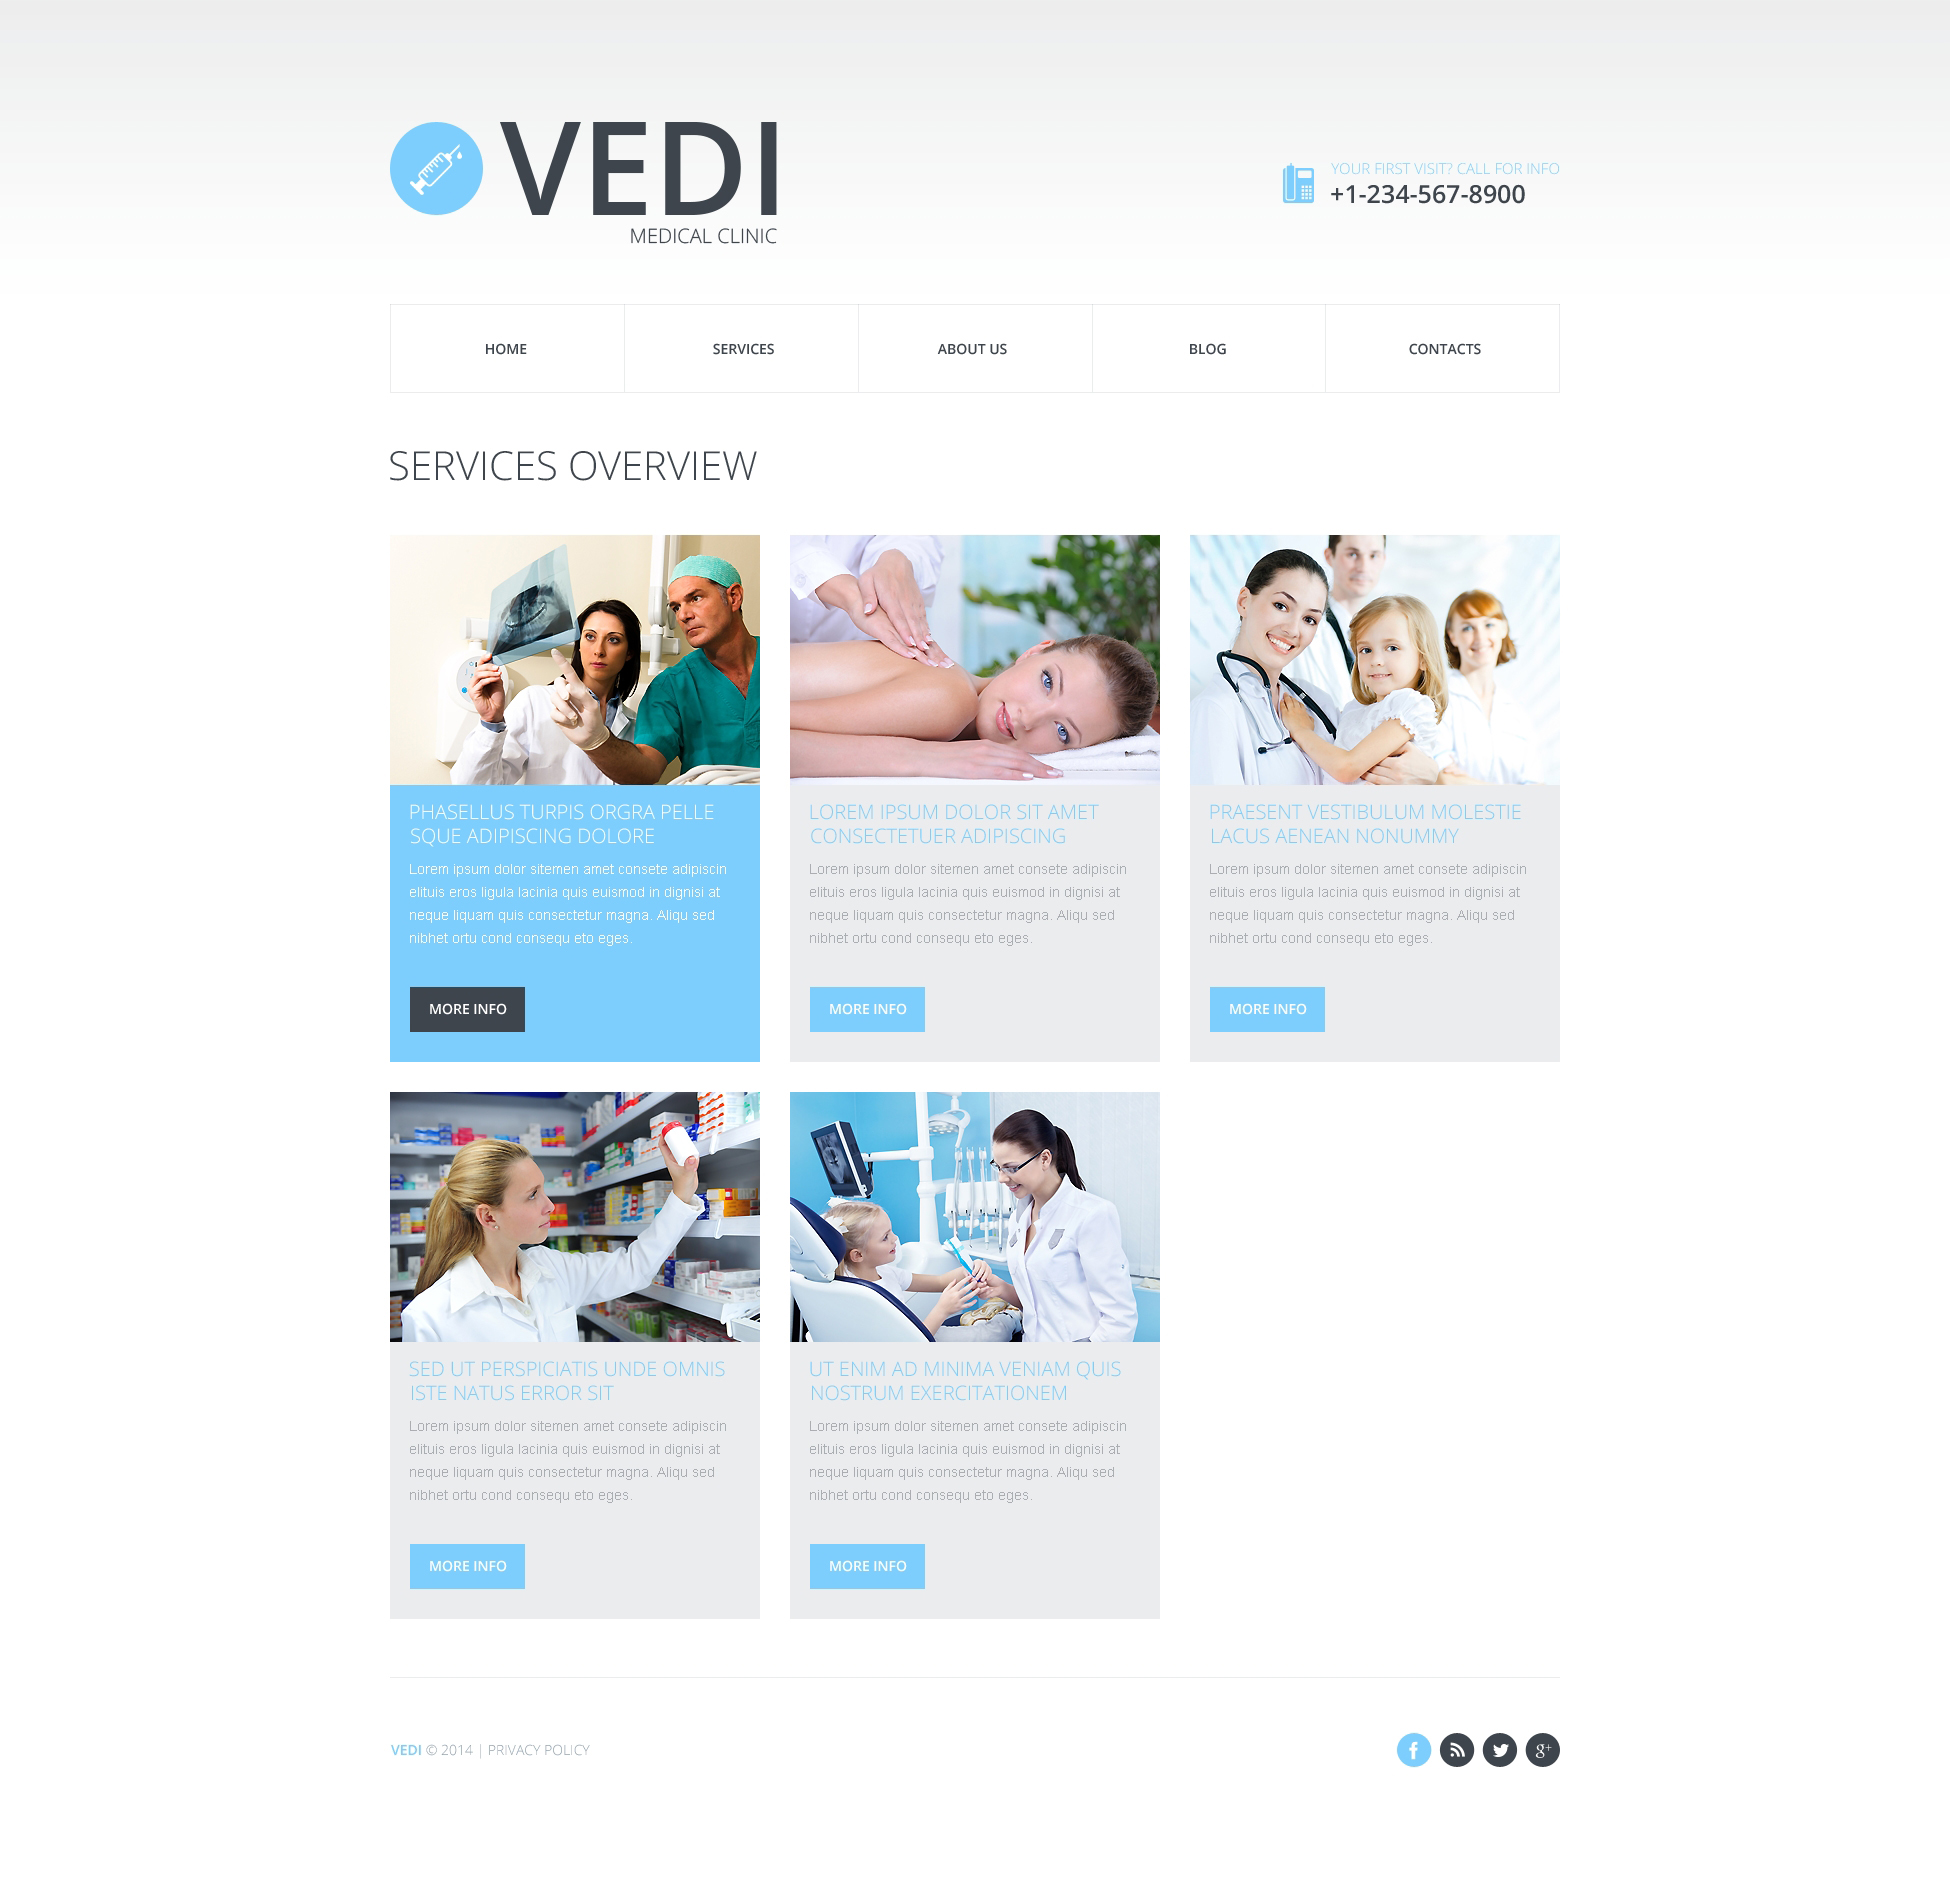 VEDI
MEDICAL CLINIC
YOUR FIRST VISIT? CALL FOR INFO
+1-234-567-8900
HOME
SERVICES
ABOUT US
BLOG
CONTACTS
SERVICES OVERVIEW
PHASELLUS TURPIS ORGRA PELLE
SQUE ADIPISCING DOLORE
Lorem ipsum dolor sitemen amet consete adipiscin
elituis eros ligula lacinia quis euismod in dignisi at
neque liquam quis consectetur magna. Aliqu sed
nibhet ortu cond consequ eto eges.
MORE INFO
LOREM IPSUM DOLOR SIT AMET
CONSECTETUER ADIPISCING
Lorem ipsum dolor sitemen amet consete adipiscin
elituis eros ligula lacinia quis euismod in dignisi at
neque liquam quis consectetur magna. Aliqu sed
nibhet ortu cond consequ eto eges.
MORE INFO
PRAESENT VESTIBULUM MOLESTIE
LACUS AENEAN NONUMMY
Lorem ipsum dolor sitemen amet consete adipiscin
elituis eros ligula lacinia quis euismod in dignisi at
neque liquam quis consectetur magna. Aliqu sed
nibhet ortu cond consequ eto eges.
MORE INFO
SED UT PERSPICIATIS UNDE OMNIS
ISTE NATUS ERROR SIT
Lorem ipsum dolor sitemen amet consete adipiscin
elituis eros ligula lacinia quis euismod in dignisi at
neque liquam quis consectetur magna. Aliqu sed
nibhet ortu cond consequ eto eges.
MORE INFO
UT ENIM AD MINIMA VENIAM QUIS
NOSTRUM EXERCITATIONEM
Lorem ipsum dolor sitemen amet consete adipiscin
elituis eros ligula lacinia quis euismod in dignisi at
neque liquam quis consectetur magna. Aliqu sed
nibhet ortu cond consequ eto eges.
MORE INFO
VEDI © 2014 | PRIVACY POLICY